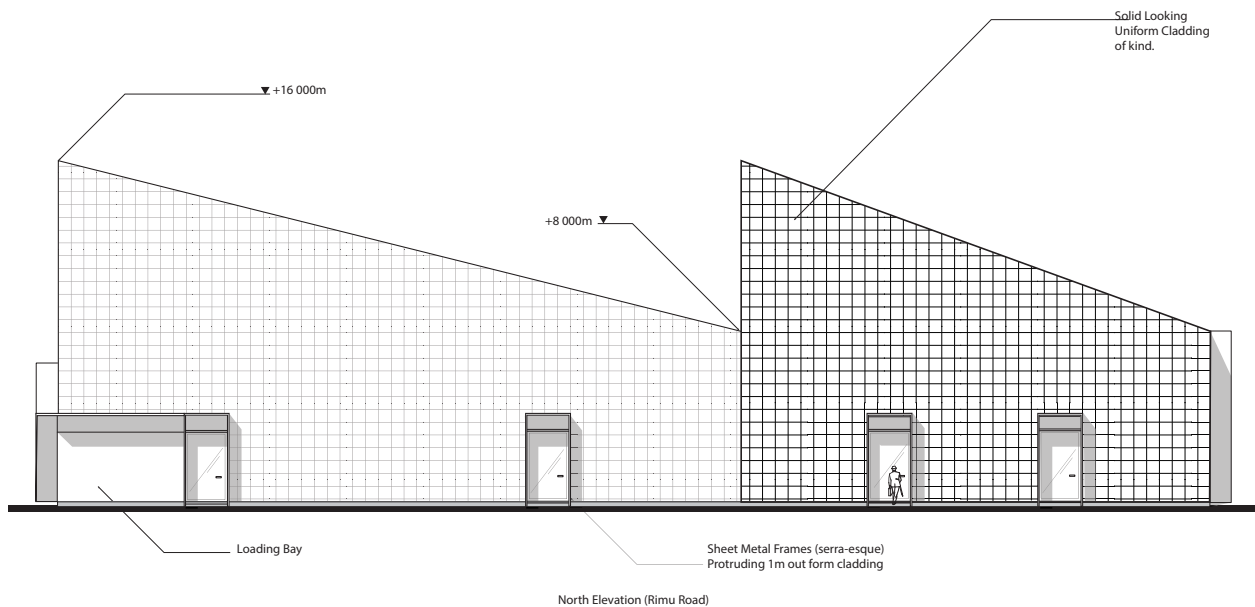 Solid Looking
Uniform Cladding
of kind.
+16 000m
+8 000m
Loading Bay
Sheet Metal Frames (serra-esque)
Protruding 1m out form cladding
North Elevation (Rimu Road)